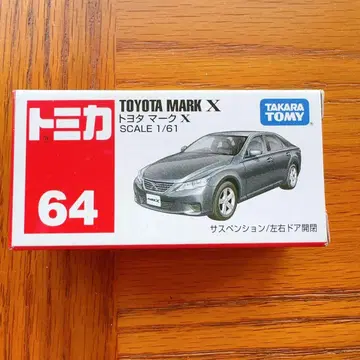 トミカ
64
TOYOTA MARK X
トヨタ マーク X
SCALE 1/61
TAKARA
TOMY
サスペンション/左右ドア開閉